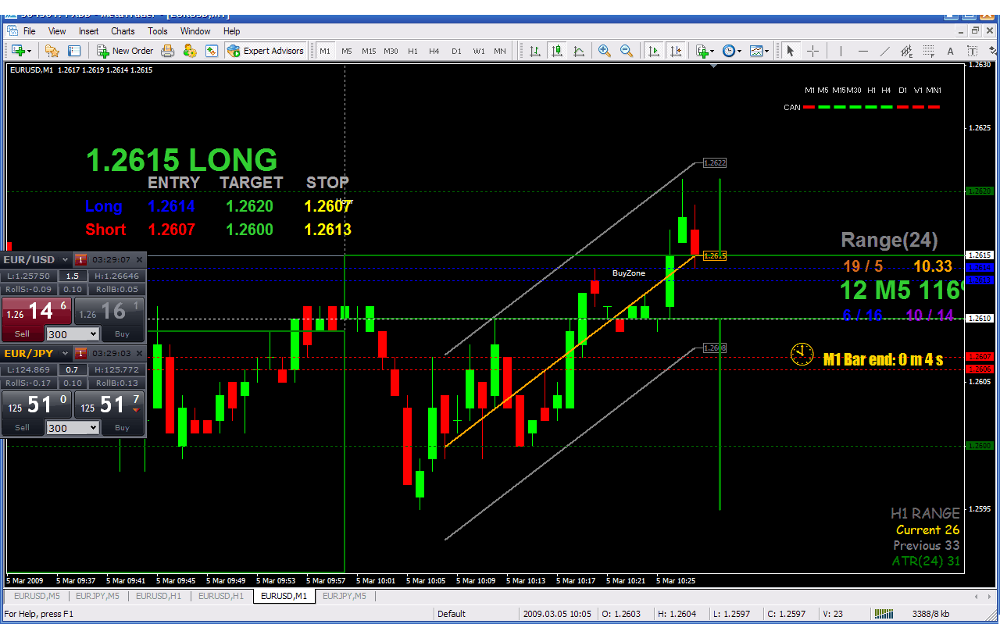 File View Insert Charts Tools Window Help
New Order Expert Advisors M1 M5 M15 M30 H1 H4 D1 W1 MN A T
EURUSD,M1 1.2617 1.2619 1.2614 1.2615
1.2630
M1 M5 M15 M30 H1 H4 D1 W1 MN1
CAN
1.2625
1.2615 LONG
1.2622
ENTRY TARGET STOP
1.2620
Long 1.2614 1.2620 1.2607
Short 1.2607 1.2600 1.2613
Range(24)
1.2615
1.2615
19 / 5 10.33
1.2614
BuyZone
1.2613
12 M5 116
6 / 16 10 / 14
1.2610
EUR/USD 1 03:29:07
L:1.25750 1.5 H:1.26646
RollS:-0.09 0.10 RollB:0.05
1.26 14 6 1.26 16 1
Sell 300 Buy
EUR/JPY 1 03:29:03
L:124.869 0.7 H:125.772
RollS:-0.17 0.10 RollB:0.13
125 51 0 125 51 7
Sell 300 Buy
1.2608
M1 Bar end: 0 m 4 s
1.2607
1.2606
1.2605
1.2600
1.2595
H1 RANGE
Current 26
Previous 33
ATR(24) 31
5 Mar 2009 5 Mar 09:37 5 Mar 09:41 5 Mar 09:45 5 Mar 09:49 5 Mar 09:53 5 Mar 09:57 5 Mar 10:01 5 Mar 10:05 5 Mar 10:09 5 Mar 10:13 5 Mar 10:17 5 Mar 10:21 5 Mar 10:25
EURUSD,M5 EURJPY,M5 EURUSD,H1 EURUSD,H1 EURUSD,M1 EURJPY,M5
For Help, press F1 Default 2009.03.05 10:05 O: 1.2603 H: 1.2604 L: 1.2597 C: 1.2597 V: 23 3388/8 kb